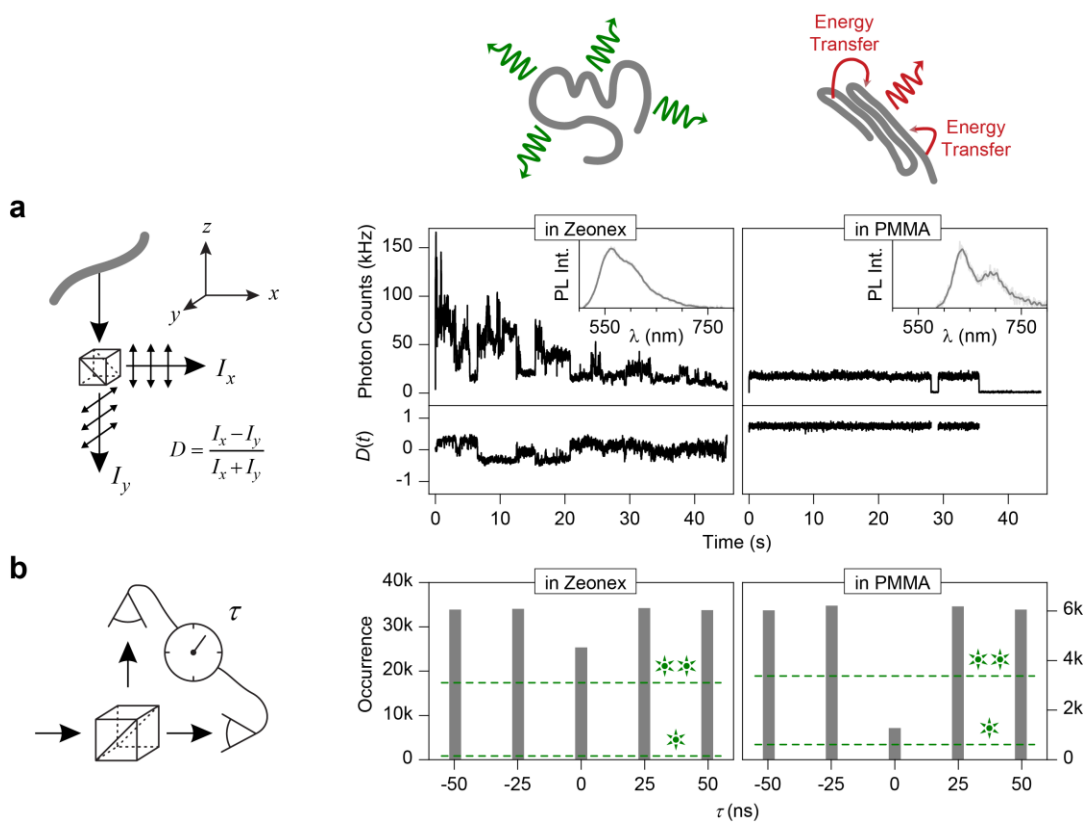 Energy
Transfer
Energy
Transfer
a
z
x
y
I_x
I_y
D = (I_x − I_y) / (I_x + I_y)
in Zeonex
in PMMA
Photon Counts (kHz)
150
100
50
0
PL Int.
550
750
λ (nm)
PL Int.
550
750
λ (nm)
D(t)
1
0
-1
0
10
20
30
40
0
10
20
30
40
Time (s)
b
τ
in Zeonex
in PMMA
Occurrence
40k
30k
20k
10k
0
6k
4k
2k
0
-50
-25
0
25
50
-50
-25
0
25
50
τ (ns)